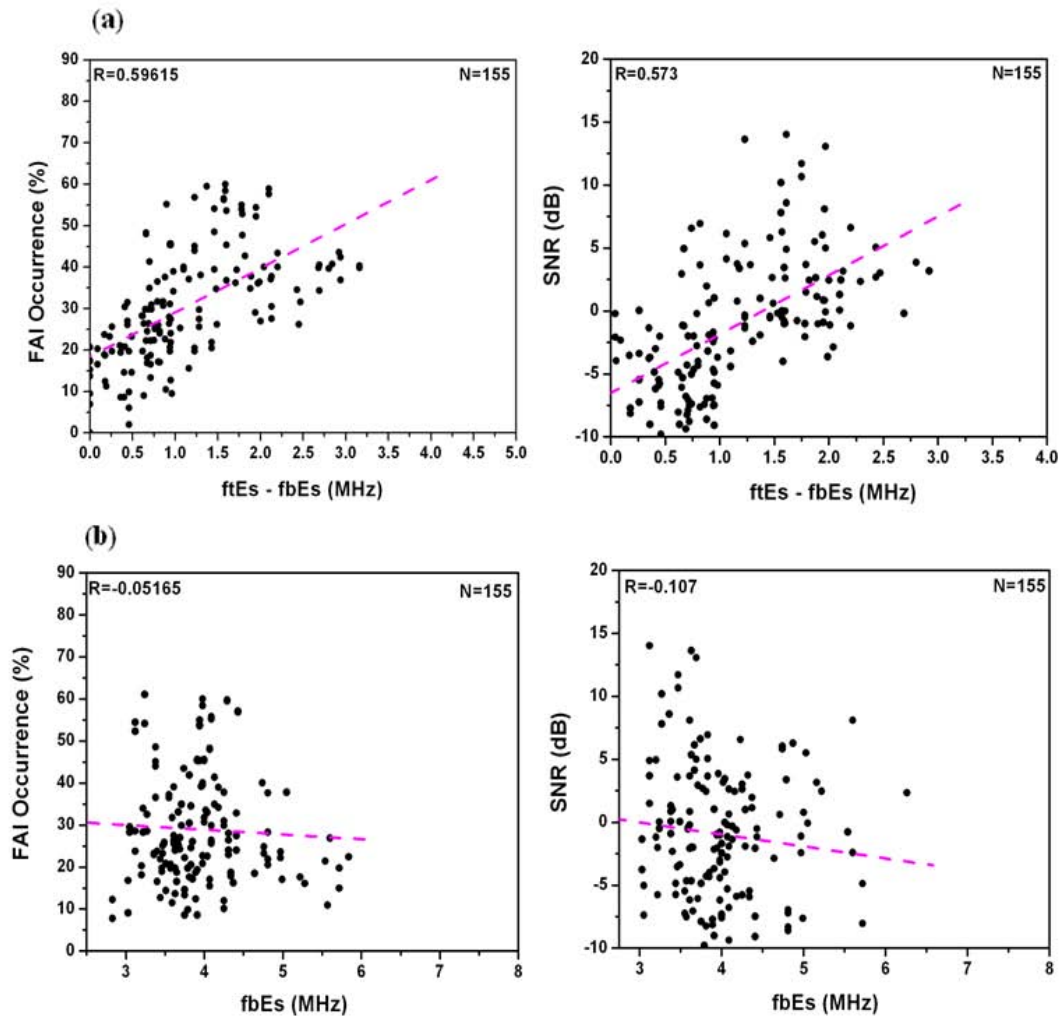 (a)
R=0.59615 N=155
90
80
70
60
50
40
30
20
10
0
FAI Occurrence (%)
0.0 0.5 1.0 1.5 2.0 2.5 3.0 3.5 4.0 4.5 5.0
ftEs - fbEs (MHz)
R=0.573 N=155
20
15
10
5
0
-5
-10
SNR (dB)
0.0 0.5 1.0 1.5 2.0 2.5 3.0 3.5 4.0
ftEs - fbEs (MHz)
(b)
R=-0.05165 N=155
90
80
70
60
50
40
30
20
10
0
FAI Occurrence (%)
3 4 5 6 7 8
fbEs (MHz)
R=-0.107 N=155
20
15
10
5
0
-5
-10
SNR (dB)
3 4 5 6 7 8
fbEs (MHz)